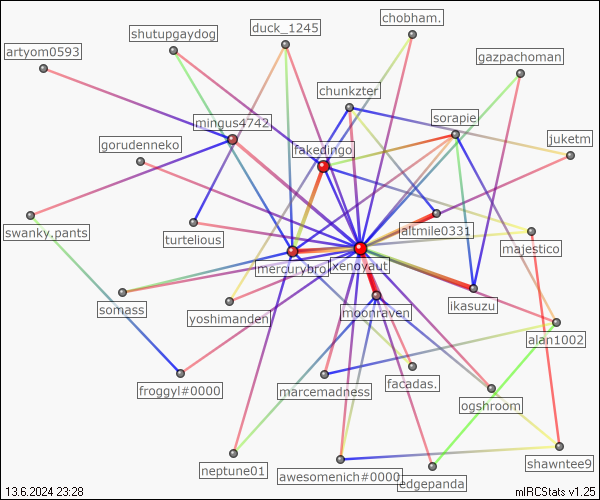 chobham.
shutupgaydog
duck_1245
artyom0593
gazpachoman
chunkzter
mingus4742
sorapie
gorudenneko
fakedingo
juketm
swanky.pants
turtelious
altmile0331
majestico
mercurybro
xenoyaut
somass
yoshimanden
moonraven
ikasuzu
alan1002
froggyl#0000
marcemadness
facadas.
ogshroom
neptune01
awesomenich#0000
edgepanda
shawntee9
13.6.2024 23:28
mIRCStats v1.25